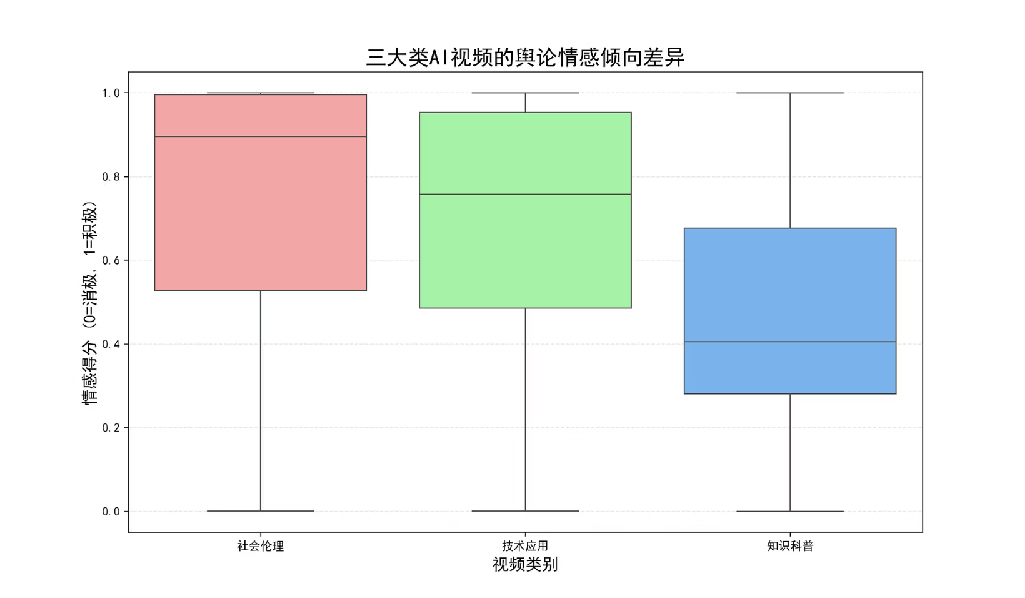 三大类AI视频的舆论情感倾向差异
情感得分（0=消极，1=积极）
1.0
0.8
0.6
0.4
0.2
0.0
社会伦理
技术应用
知识科普
视频类别